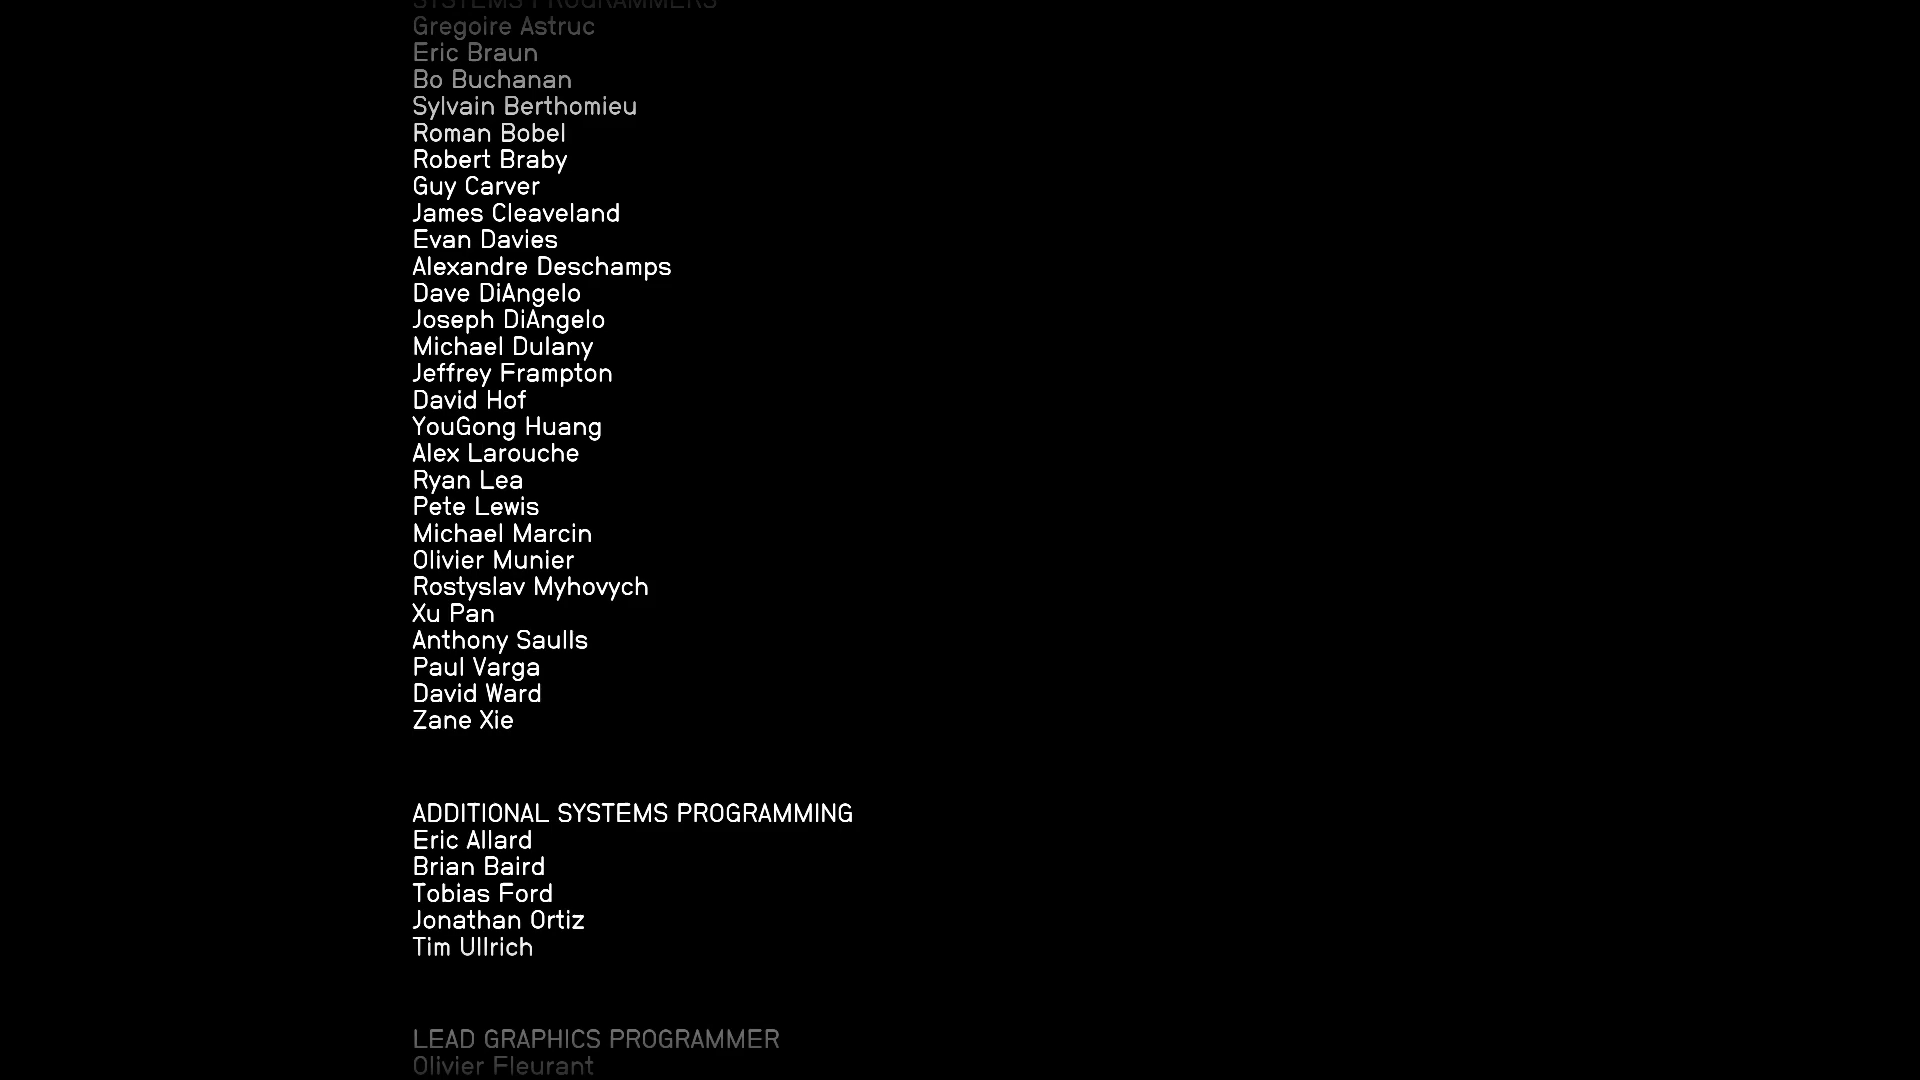 SYSTEMS PROGRAMMERS
Gregoire Astruc
Eric Braun
Bo Buchanan
Sylvain Berthomieu
Roman Bobel
Robert Braby
Guy Carver
James Cleaveland
Evan Davies
Alexandre Deschamps
Dave DiAngelo
Joseph DiAngelo
Michael Dulany
Jeffrey Frampton
David Hof
YouGong Huang
Alex Larouche
Ryan Lea
Pete Lewis
Michael Marcin
Olivier Munier
Rostyslav Myhovych
Xu Pan
Anthony Saulls
Paul Varga
David Ward
Zane Xie
ADDITIONAL SYSTEMS PROGRAMMING
Eric Allard
Brian Baird
Tobias Ford
Jonathan Ortiz
Tim Ullrich
LEAD GRAPHICS PROGRAMMER
Olivier Fleurant